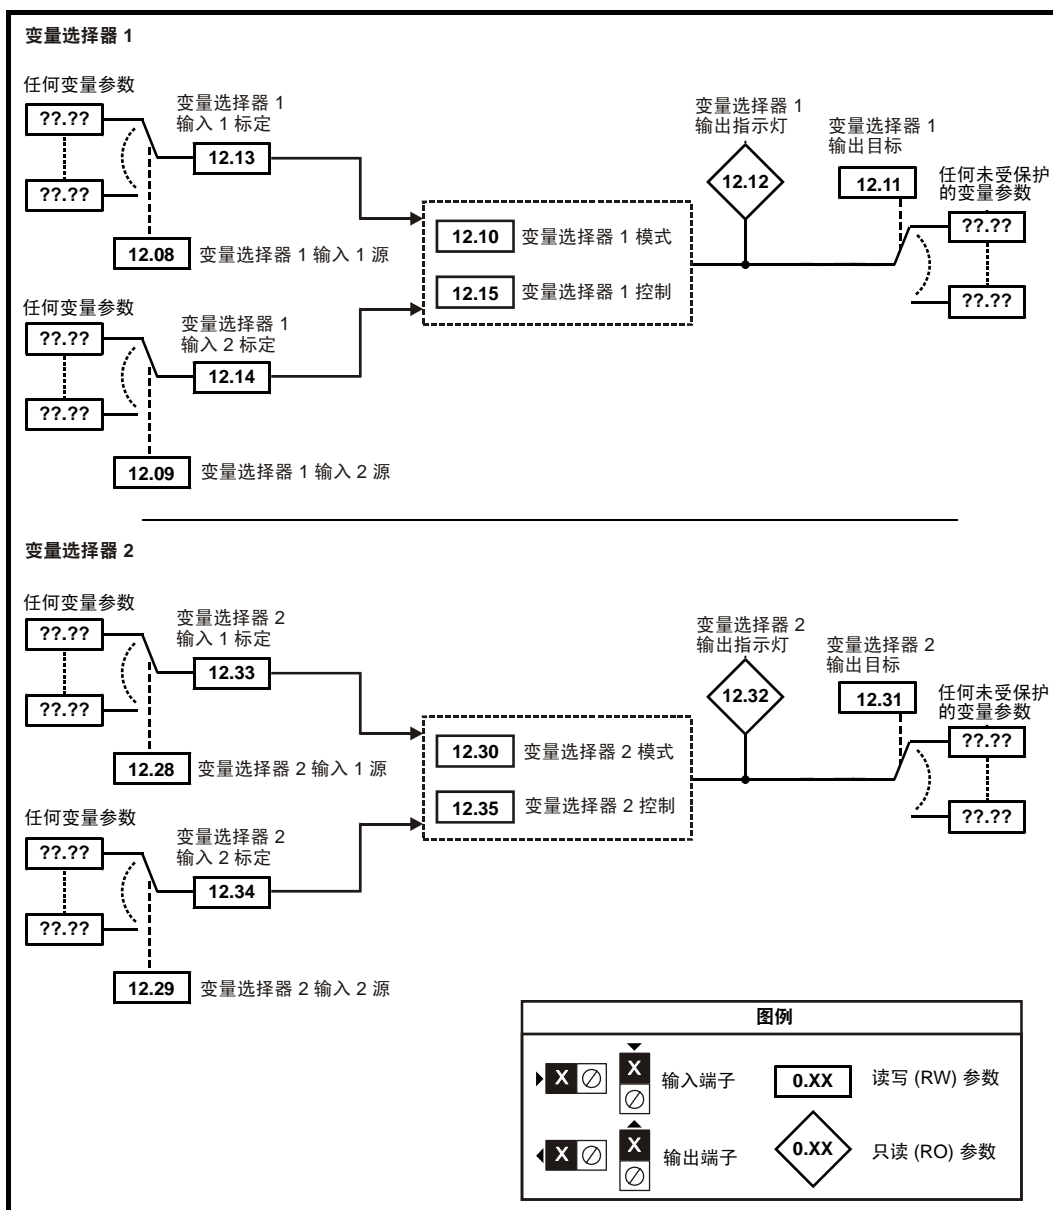 变量选择器 1
任何变量参数
??.??
??.??
变量选择器 1
输入 1 标定
12.13
12.08 变量选择器 1 输入 1 源
任何变量参数
??.??
??.??
变量选择器 1
输入 2 标定
12.14
12.09 变量选择器 1 输入 2 源
12.10 变量选择器 1 模式
12.15 变量选择器 1 控制
变量选择器 1
输出指示灯
12.12
变量选择器 1
输出目标
12.11
任何未受保护
的变量参数
??.??
??.??
变量选择器 2
任何变量参数
??.??
??.??
变量选择器 2
输入 1 标定
12.33
12.28 变量选择器 2 输入 1 源
任何变量参数
??.??
??.??
变量选择器 2
输入 2 标定
12.34
12.29 变量选择器 2 输入 2 源
12.30 变量选择器 2 模式
12.35 变量选择器 2 控制
变量选择器 2
输出指示灯
12.32
变量选择器 2
输出目标
12.31
任何未受保护
的变量参数
??.??
??.??
图例
X X 输入端子
0.XX 读写 (RW) 参数
X X 输出端子
0.XX 只读 (RO) 参数